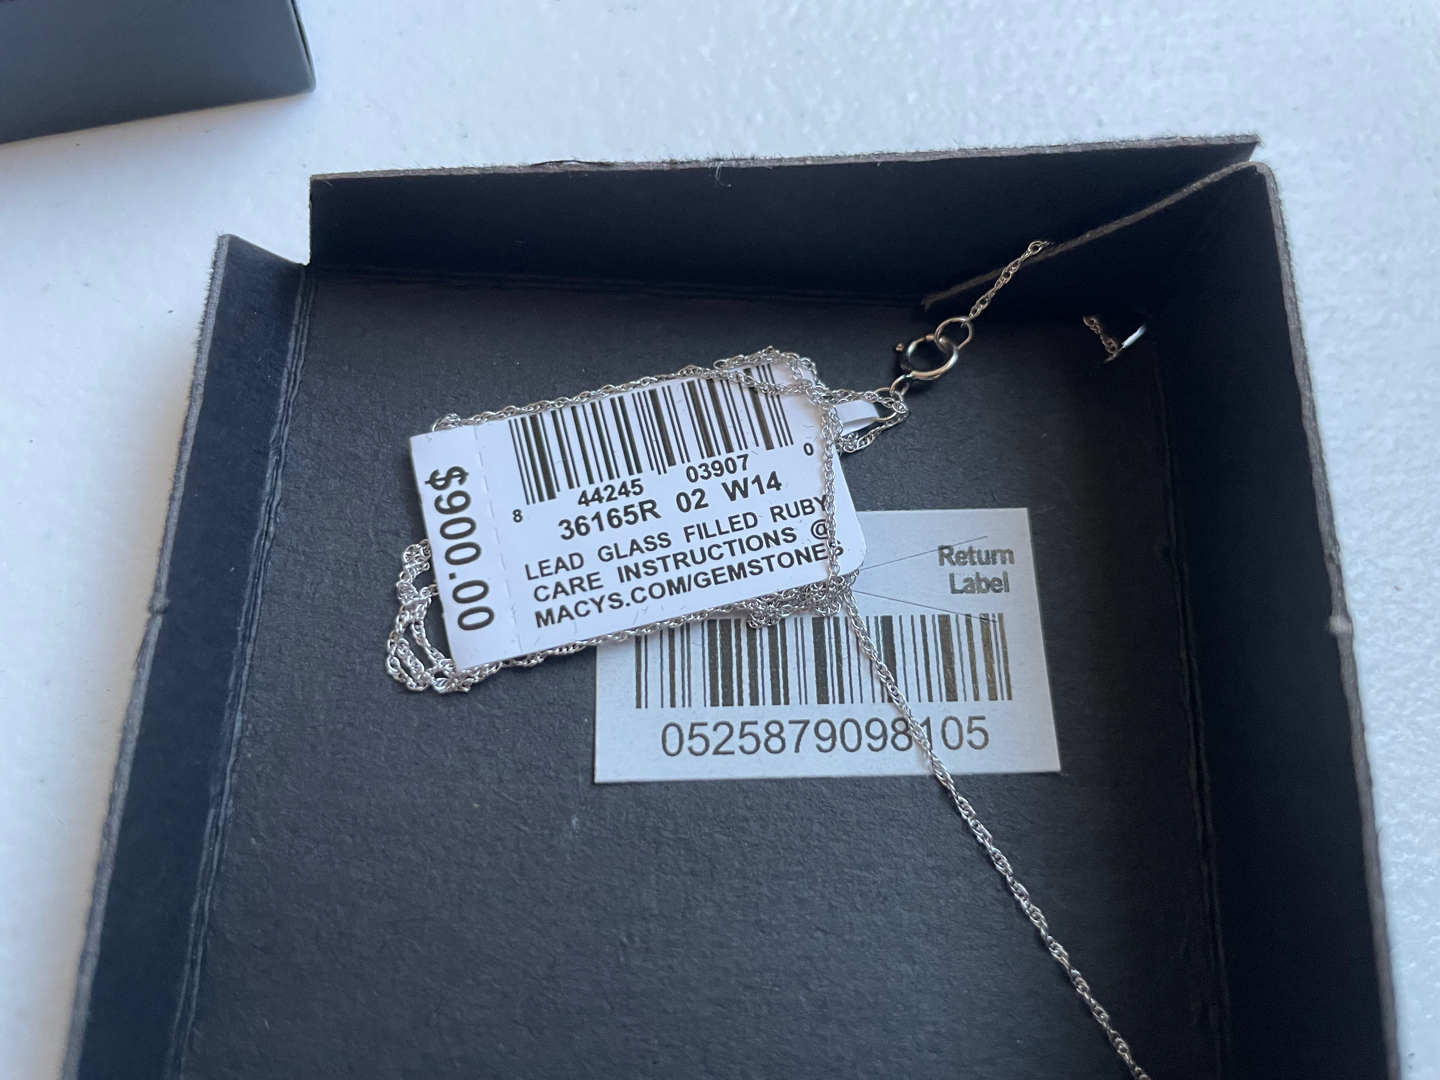 $900.00
8 44245 03907 0
36165R 02 W14
LEAD GLASS FILLED RUBY
CARE INSTRUCTIONS @
MACYS.COM/GEMSTONES
Return
Label
0525879098105